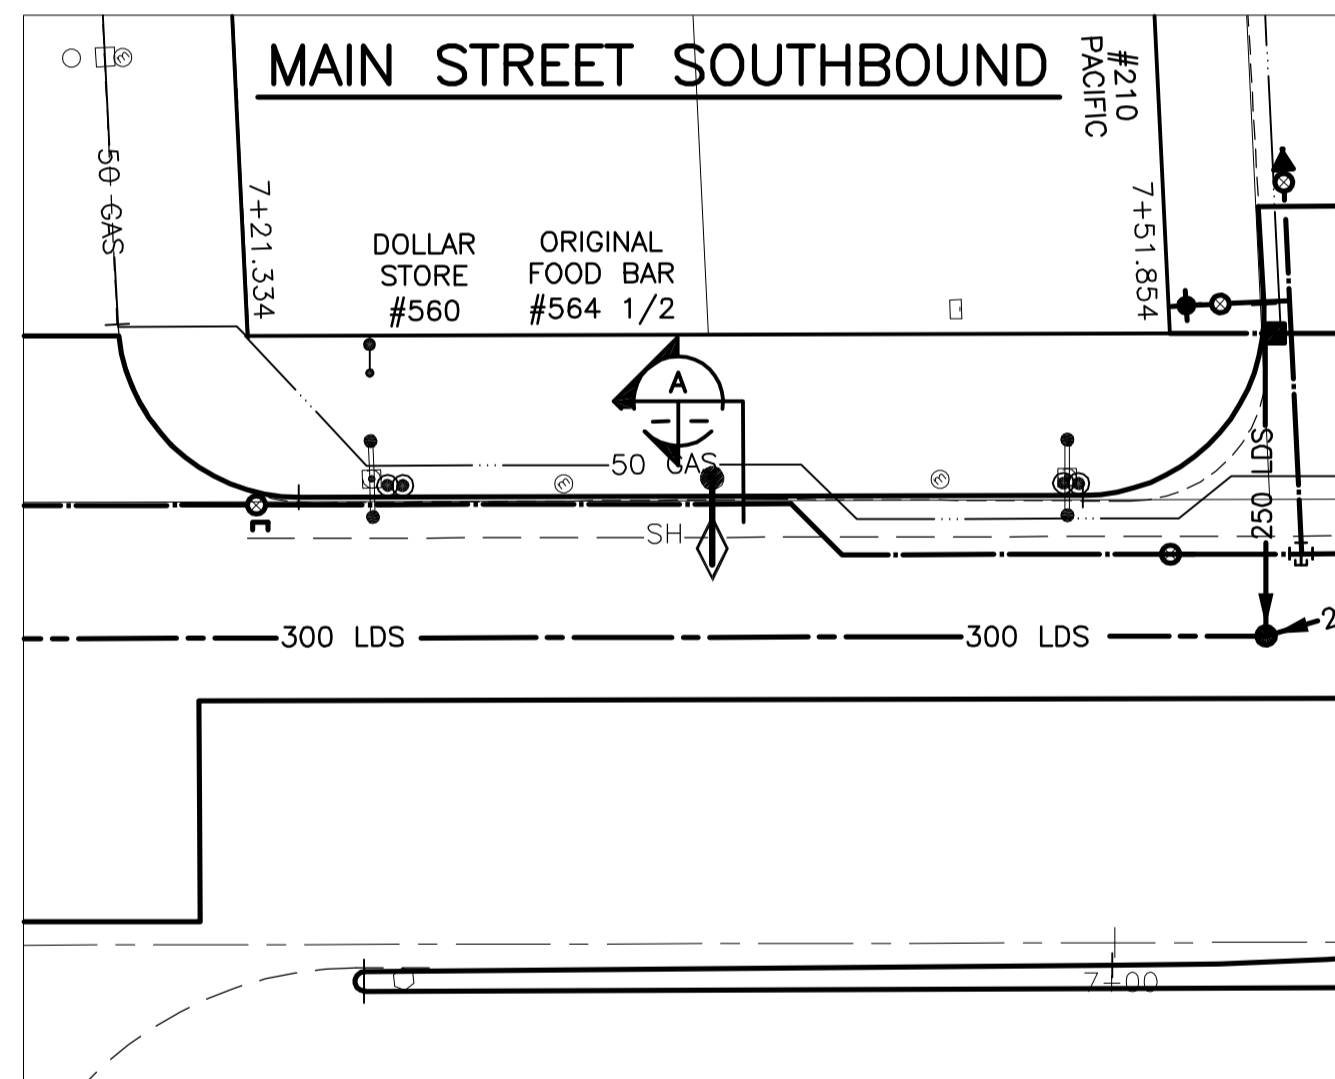 MAIN STREET SOUTHBOUND
#210
PACIFIC
50 GAS
7+21.334
7+51.854
DOLLAR
STORE
#560
ORIGINAL
FOOD BAR
#564 1/2
A
50 GAS
SH
250 LDS
300 LDS
300 LDS
2
7+00